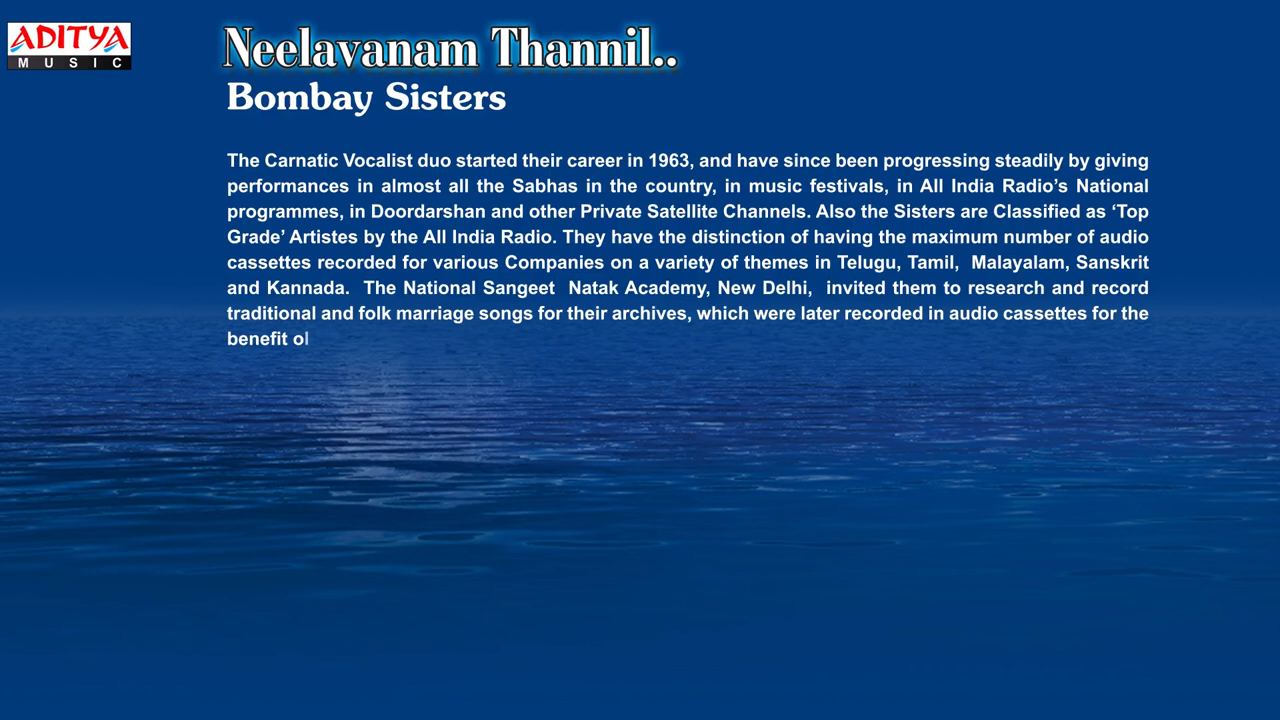 ADITYA
MUSIC
Neelavanam Thannil..
Bombay Sisters
The Carnatic Vocalist duo started their career in 1963, and have since been progressing steadily by giving
performances in almost all the Sabhas in the country, in music festivals, in All India Radio’s National
programmes, in Doordarshan and other Private Satellite Channels. Also the Sisters are Classified as ‘Top
Grade’ Artistes by the All India Radio. They have the distinction of having the maximum number of audio
cassettes recorded for various Companies on a variety of themes in Telugu, Tamil, Malayalam, Sanskrit
and Kannada. The National Sangeet Natak Academy, New Delhi, invited them to research and record
traditional and folk marriage songs for their archives, which were later recorded in audio cassettes for the
benefit